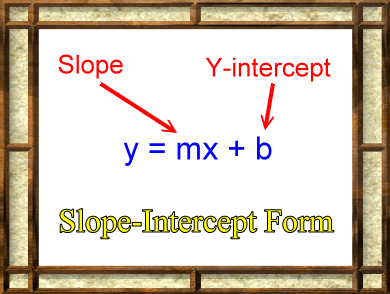 Slope Y-intercept
y = mx + b
Slope-Intercept Form